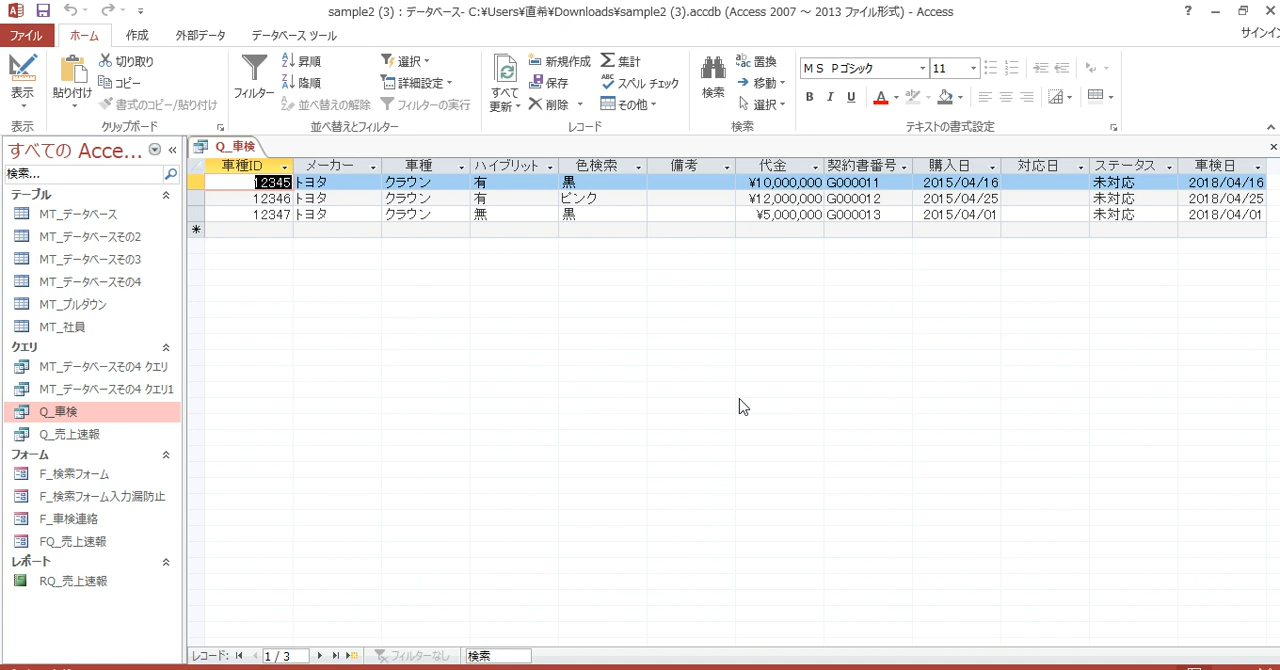 sample2 (3) : データベース- C:¥Users¥直希¥Downloads¥sample2 (3).accdb (Access 2007 ～ 2013 ファイル形式) - Access
ファイル ホーム 作成 外部データ データベース ツール サインイン
表示 貼り付け 切取り フィルター 昇順 選択 すべて更新 新規作成 集計 検索 置換 MS Pゴシック 11
コピー 降順 詳細設定 保存 スペル チェック 移動
書式のコピー/貼り付け 並べ替えの解除 フィルターの実行 削除 その他 選択 B I U A
表示 クリップボード 並べ替えとフィルター レコード 検索 テキストの書式設定
すべての Acce...
検索...
テーブル
MT_データベース
MT_データベースその2
MT_データベースその3
MT_データベースその4
MT_プルダウン
MT_社員
クエリ
MT_データベースその4 クエリ
MT_データベースその4 クエリ1
Q_車検
Q_売上速報
フォーム
F_検索フォーム
F_検索フォーム入力漏防止
F_車検連絡
FQ_売上速報
レポート
RQ_売上速報
Q_車検
車種ID メーカー 車種 ハイブリット 色検索 備考 代金 契約書番号 購入日 対応日 ステータス 車検日
12345 トヨタ クラウン 有 黒 ¥10,000,000 G000011 2015/04/16 未対応 2018/04/16
12346 トヨタ クラウン 有 ピンク ¥12,000,000 G000012 2015/04/25 未対応 2018/04/25
12347 トヨタ クラウン 無 黒 ¥5,000,000 G000013 2015/04/01 未対応 2018/04/01
レコード: 1 / 3 フィルターなし 検索